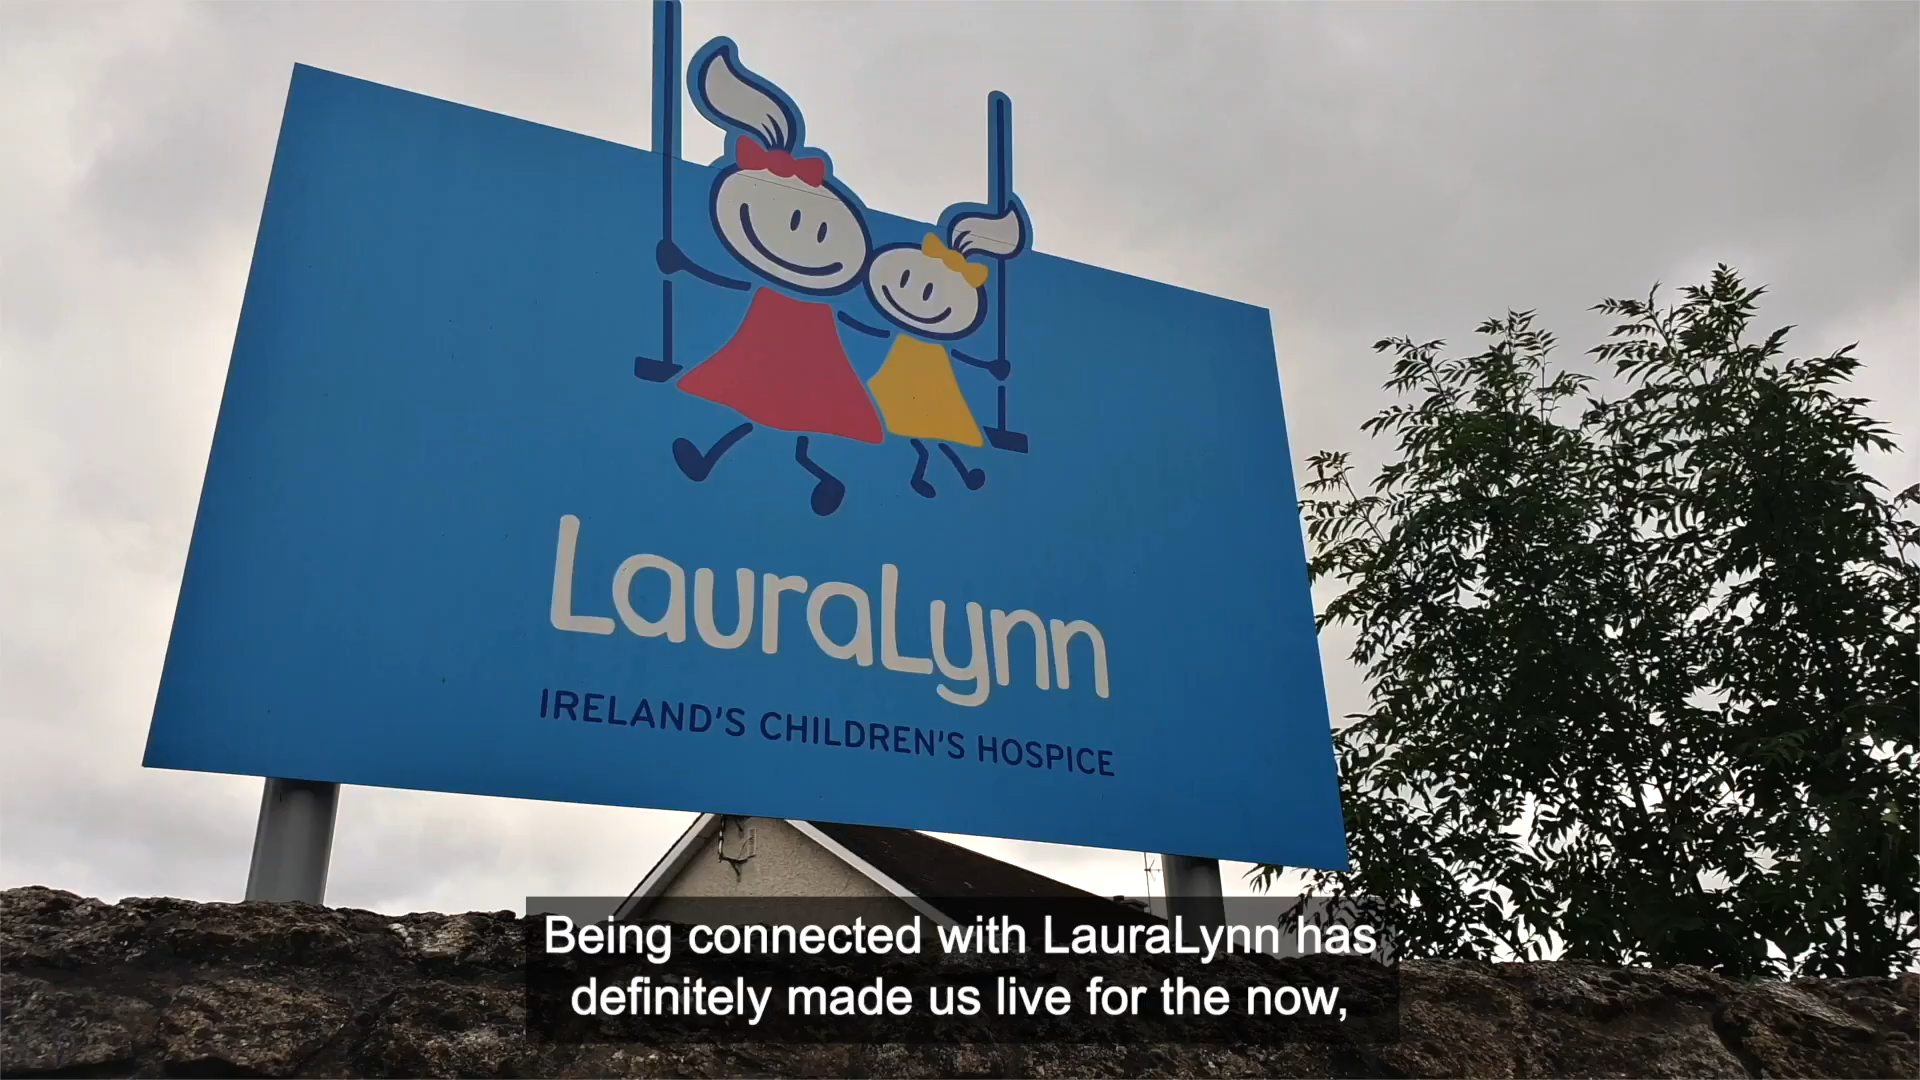 LauraLynn
IRELAND'S CHILDREN'S HOSPICE
Being connected with LauraLynn has
definitely made us live for the now,